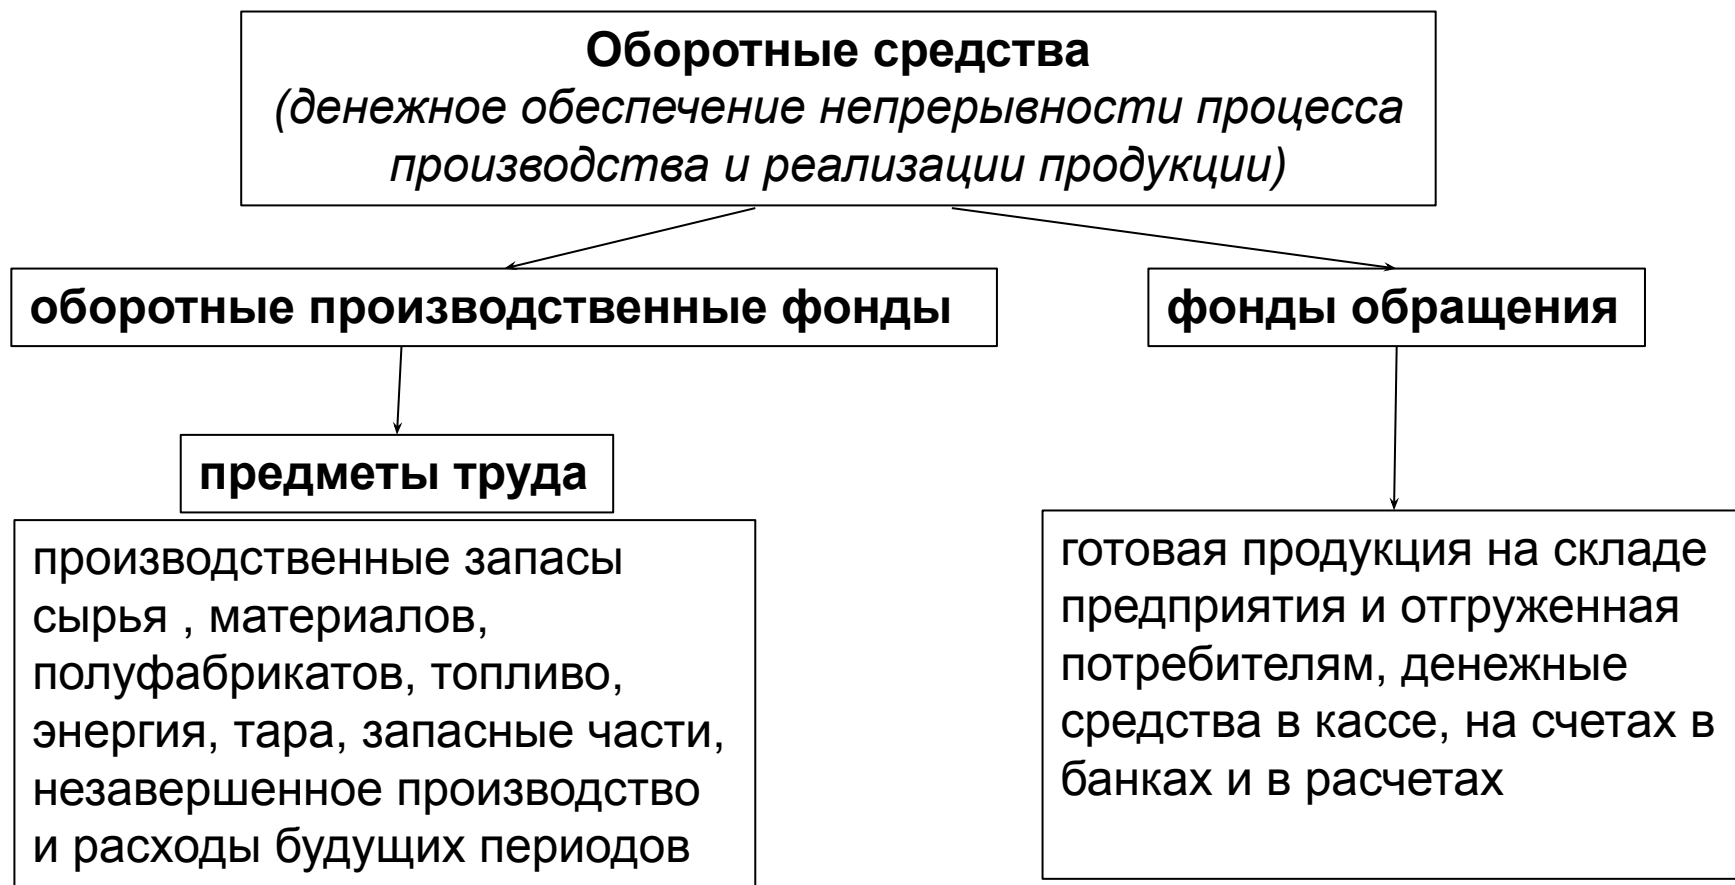 Оборотные средства
(денежное обеспечение непрерывности процесса
производства и реализации продукции)
оборотные производственные фонды
фонды обращения
предметы труда
производственные запасы
сырья , материалов,
полуфабрикатов, топливо,
энергия, тара, запасные части,
незавершенное производство
и расходы будущих периодов
готовая продукция на складе
предприятия и отгруженная
потребителям, денежные
средства в кассе, на счетах в
банках и в расчетах